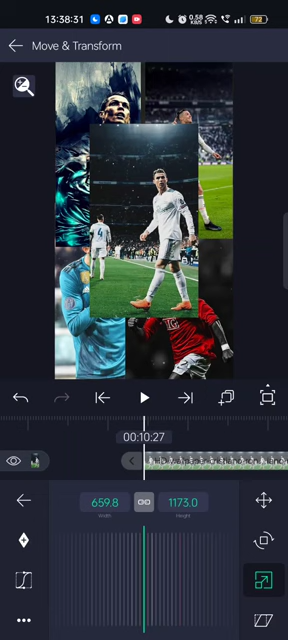 13:38:31
0.58
KB/S
72
Move & Transform
4
00:10:27
659.8
1173.0
Width
Height